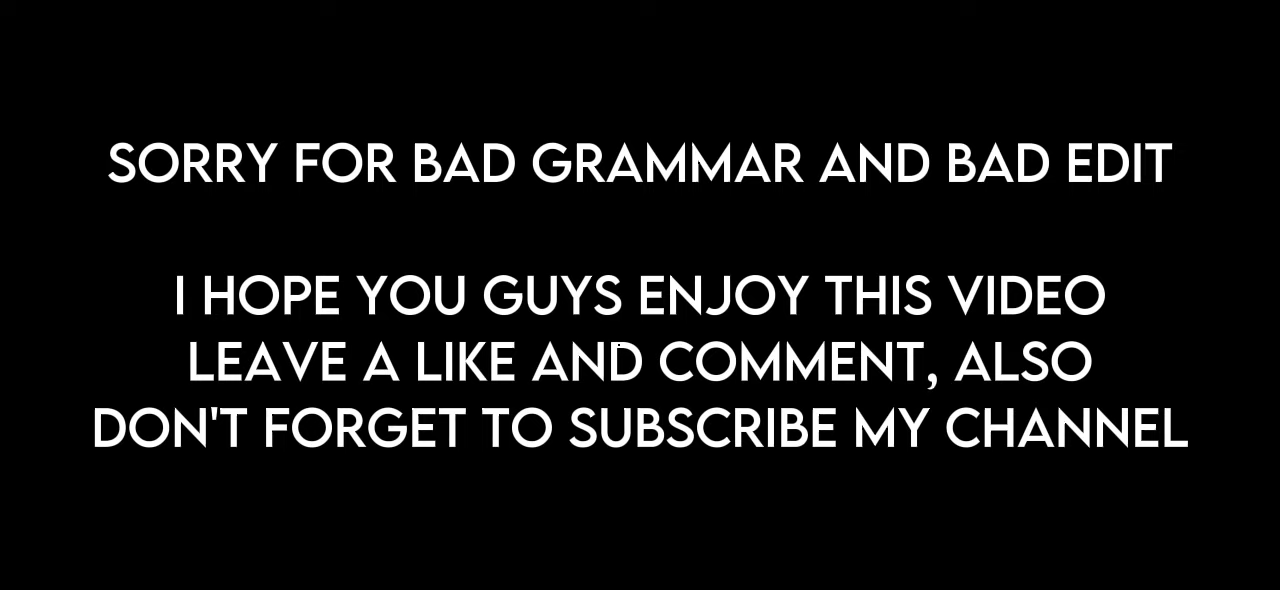 SORRY FOR BAD GRAMMAR AND BAD EDIT
I HOPE YOU GUYS ENJOY THIS VIDEO
LEAVE A LIKE AND COMMENT, ALSO
DON'T FORGET TO SUBSCRIBE MY CHANNEL